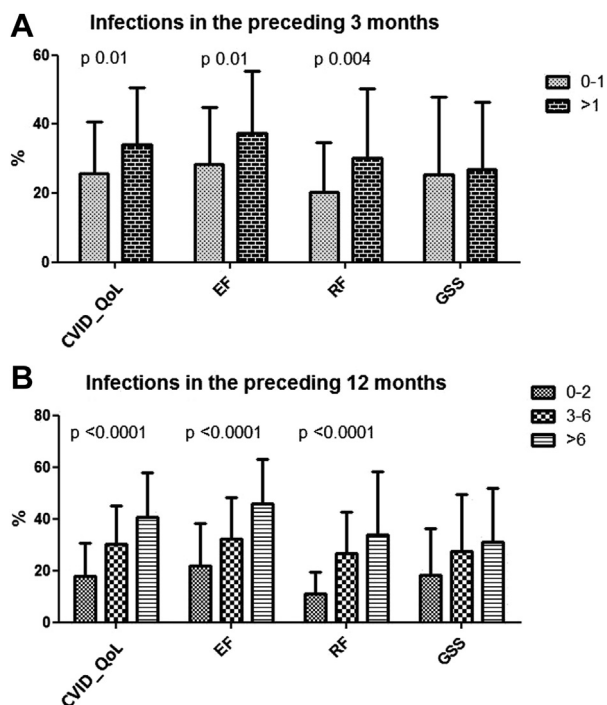 A
Infections in the preceding 3 months
60
40
20
0
%
p 0.01
p 0.01
p 0.004
0-1
>1
CVID_QoL
EF
RF
GSS
B
Infections in the preceding 12 months
80
60
40
20
0
%
p <0.0001
p <0.0001
p <0.0001
0-2
3-6
>6
CVID_QoL
EF
RF
GSS